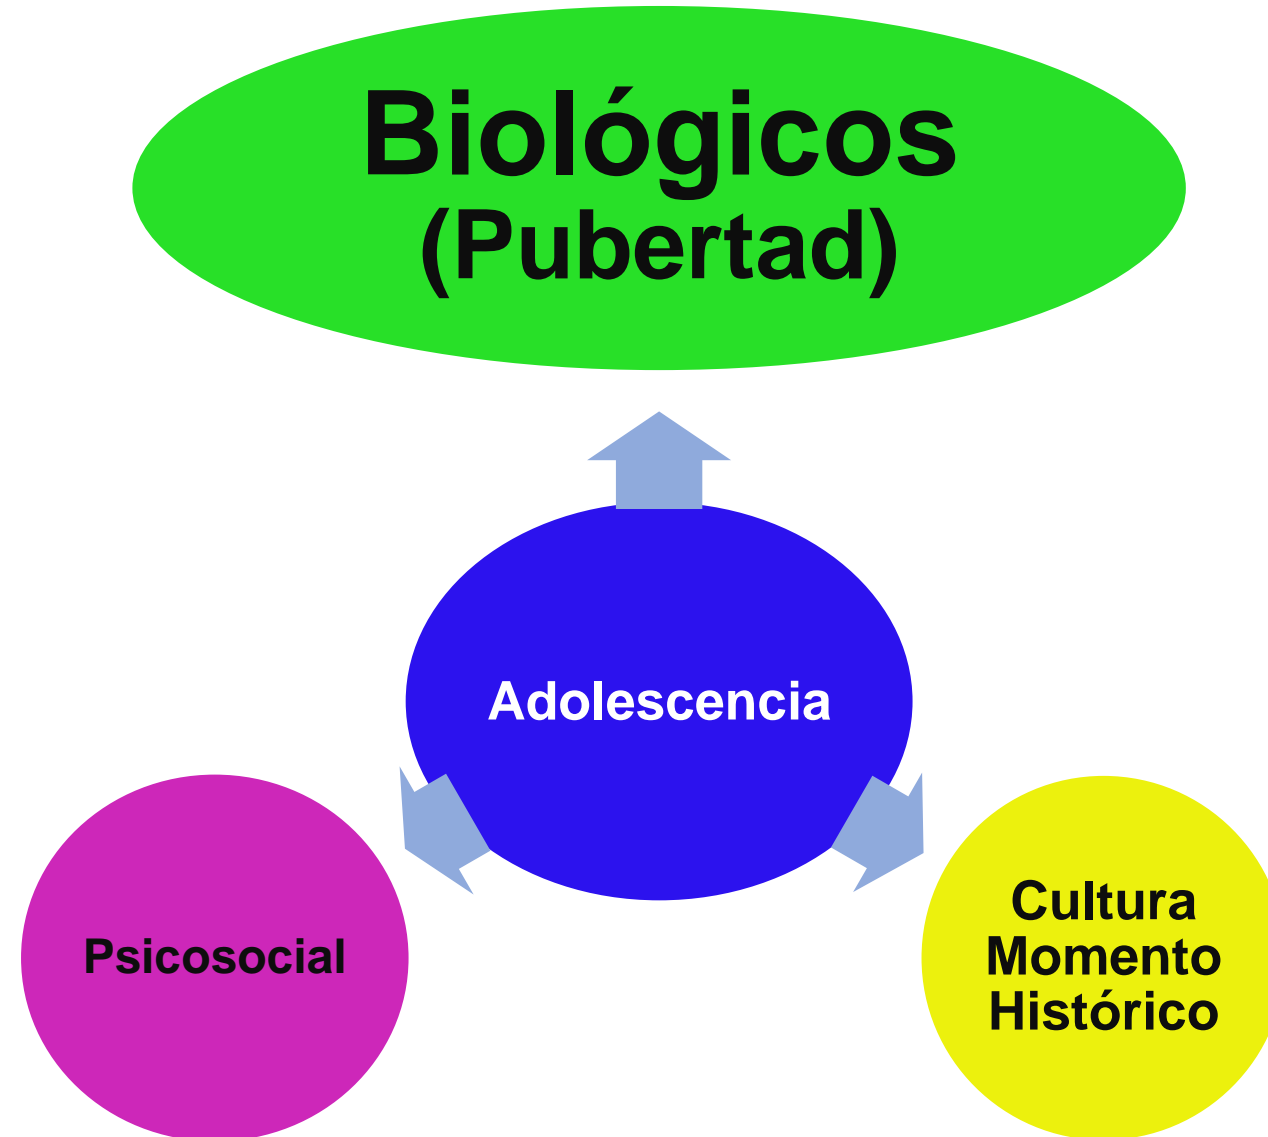 Biológicos
(Pubertad)
Adolescencia
Psicosocial
Cultura
Momento
Histórico